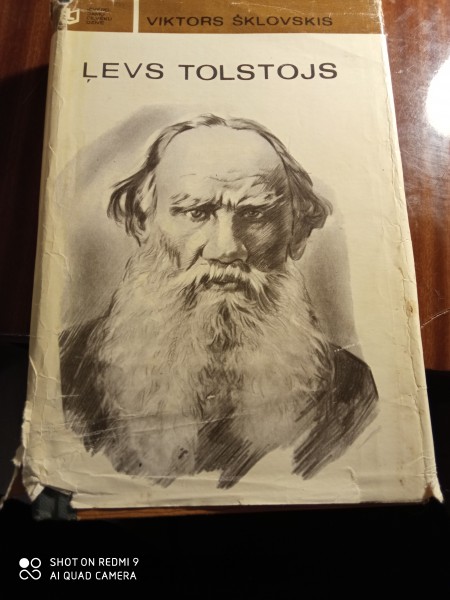 VIKTORS ŠKLOVSKIS
ĻEVS TOLSTOJS
SHOT ON REDMI 9
AI QUAD CAMERA